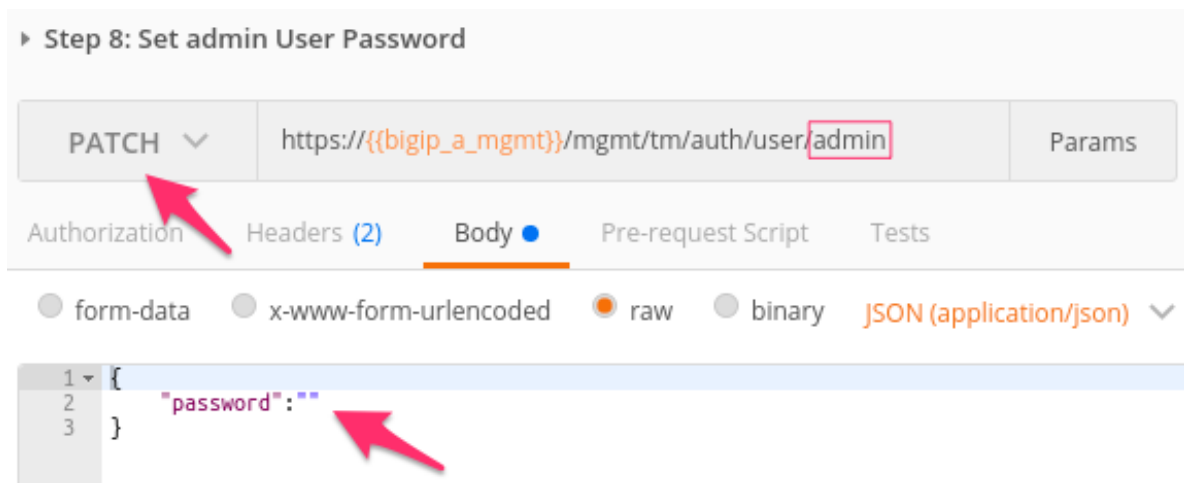 Step 8: Set admin User Password
PATCH https://{{bigip_a_mgmt}}/mgmt/tm/auth/user/admin Params
Authorization Headers (2) Body Pre-request Script Tests
form-data x-www-form-urlencoded raw binary JSON (application/json)
1 {
2 "password":""
3 }